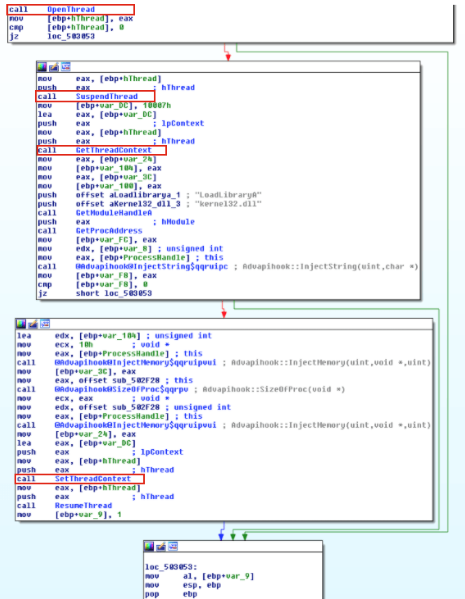 call OpenThread
mov [ebp+hThread], eax
cmp [ebp+hThread], 0
jz loc_503053
mov eax, [ebp+hThread]
push eax ; hThread
call SuspendThread
mov [ebp+var_DC], 10007h
lea eax, [ebp+var_DC]
push eax ; lpContext
mov eax, [ebp+hThread]
push eax ; hThread
call GetThreadContext
mov eax, [ebp+var_24]
mov [ebp+var_104], eax
mov eax, [ebp+var_3C]
mov [ebp+var_100], eax
push offset aLoadlibrarya_1 ; "LoadLibraryA"
push offset aKernel32_dll_3 ; "kernel32.dll"
call GetModuleHandleA
push eax ; hModule
call GetProcAddress
mov [ebp+var_FC], eax
mov edx, [ebp+var_8] ; unsigned int
mov eax, [ebp+ProcessHandle] ; this
call @Advapihook@InjectString$qqruipc ; Advapihook::InjectString(uint,char *)
mov [ebp+var_F8], eax
cmp [ebp+var_F8], 0
jz short loc_503053
lea edx, [ebp+var_104] ; unsigned int
mov ecx, 10h ; void *
mov eax, [ebp+ProcessHandle] ; this
call @Advapihook@InjectMemory$qqruipvui ; Advapihook::InjectMemory(uint,void *,uint)
mov [ebp+var_3C], eax
mov eax, offset sub_502F28 ; this
call @Advapihook@SizeOfProc$qqrpv ; Advapihook::SizeOfProc(void *)
mov ecx, eax ; void *
mov edx, offset sub_502F28 ; unsigned int
mov eax, [ebp+ProcessHandle] ; this
call @Advapihook@InjectMemory$qqruipvui ; Advapihook::InjectMemory(uint,void *,uint)
mov [ebp+var_24], eax
lea eax, [ebp+var_DC]
push eax ; lpContext
mov eax, [ebp+hThread]
push eax ; hThread
call SetThreadContext
mov eax, [ebp+hThread]
push eax ; hThread
call ResumeThread
mov [ebp+var_9], 1
loc_503053:
mov al, [ebp+var_9]
mov esp, ebp
pop ebp